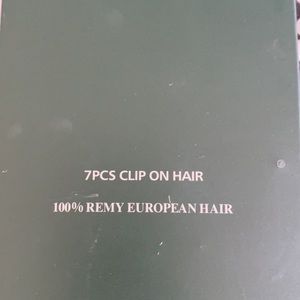 7PCS CLIP ON HAIR
100% REMY EUROPEAN HAIR